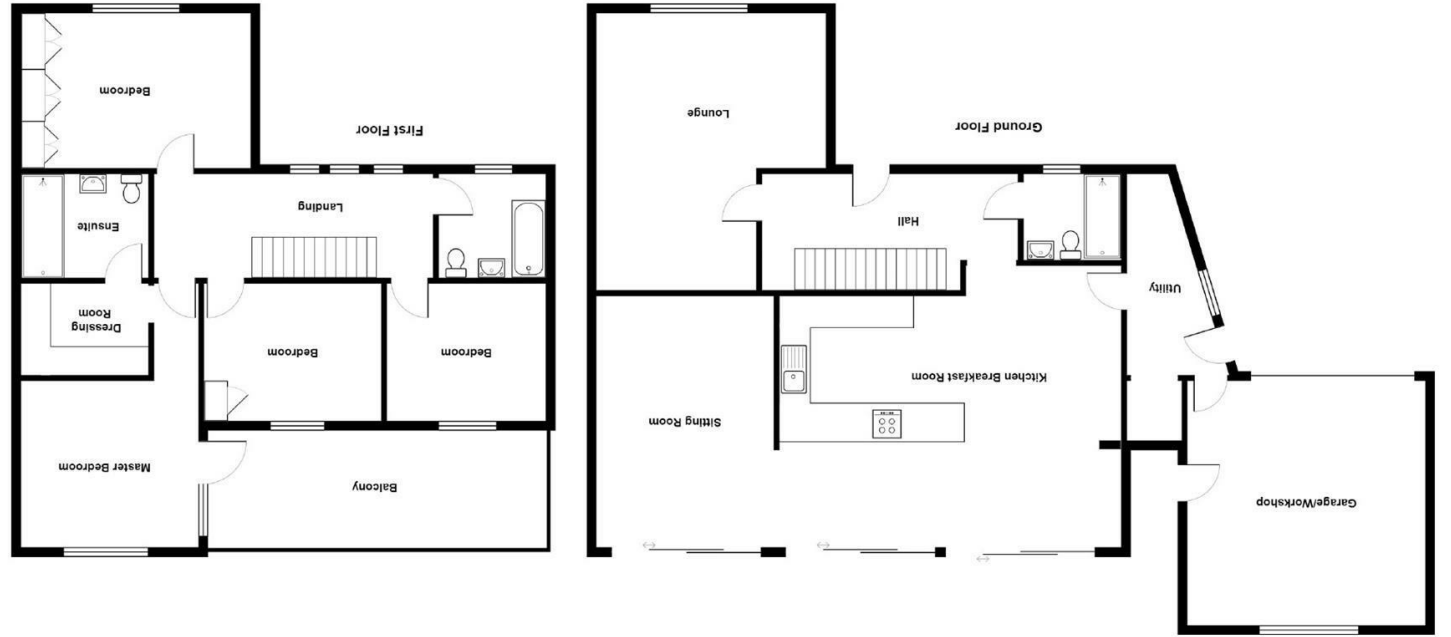 Bedroom
First Floor
Landing
Ensuite
Dressing
Room
Bedroom
Bedroom
Master Bedroom
Balcony
Lounge
Ground Floor
Hall
Utility
Kitchen Breakfast Room
Sitting Room
Garage/Workshop